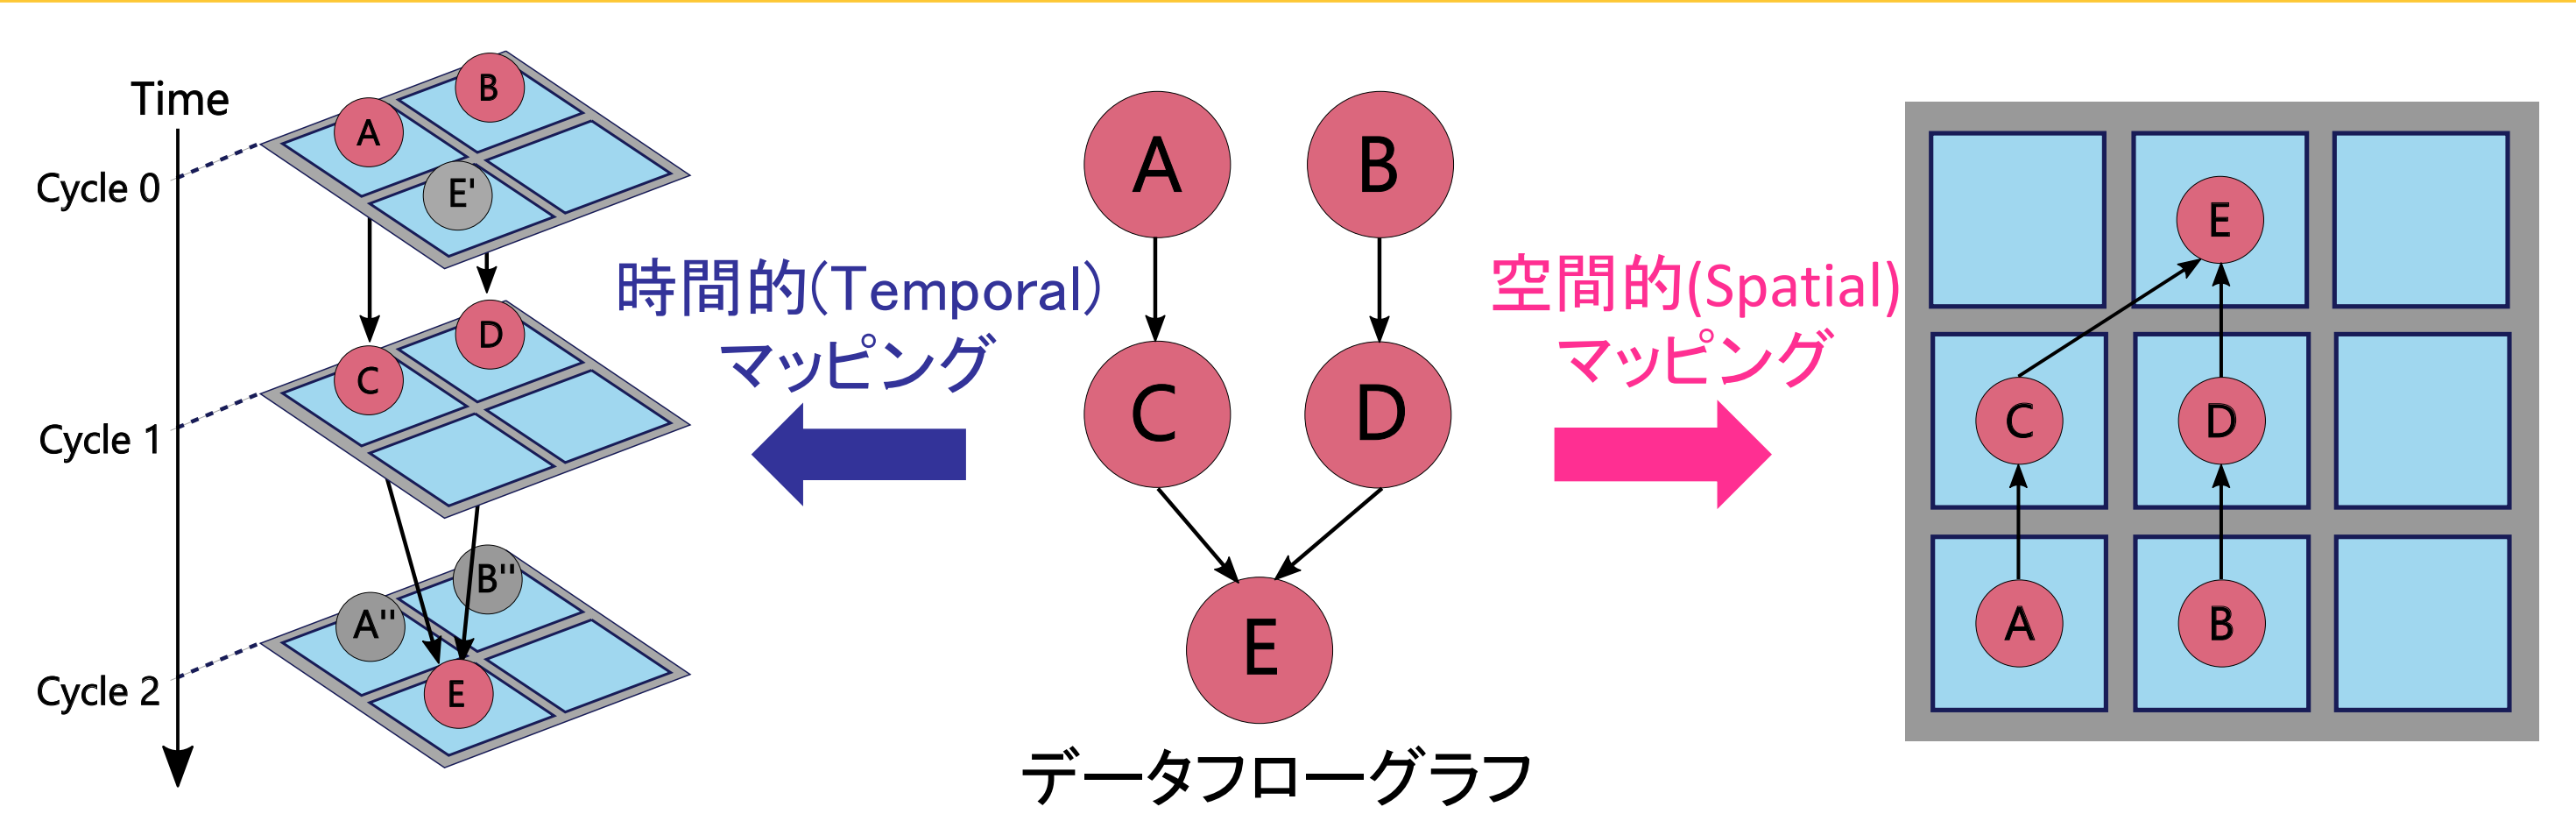 Time
Cycle 0
A
B
E'
Cycle 1
C
D
Cycle 2
A"
B"
E
時間的(Temporal)
マッピング
A
B
C
D
E
データフローグラフ
空間的(Spatial)
マッピング
E
C
D
A
B